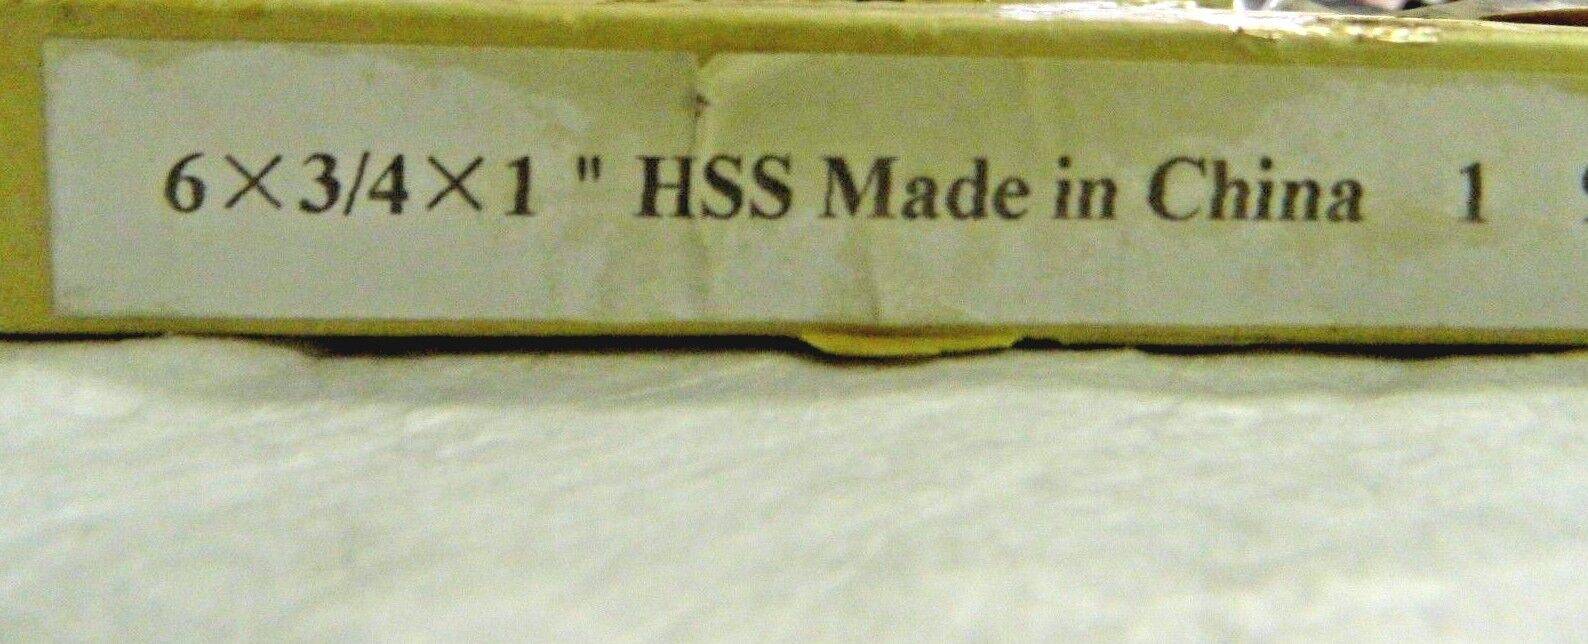 6×3/4×1 " HSS Made in China 1